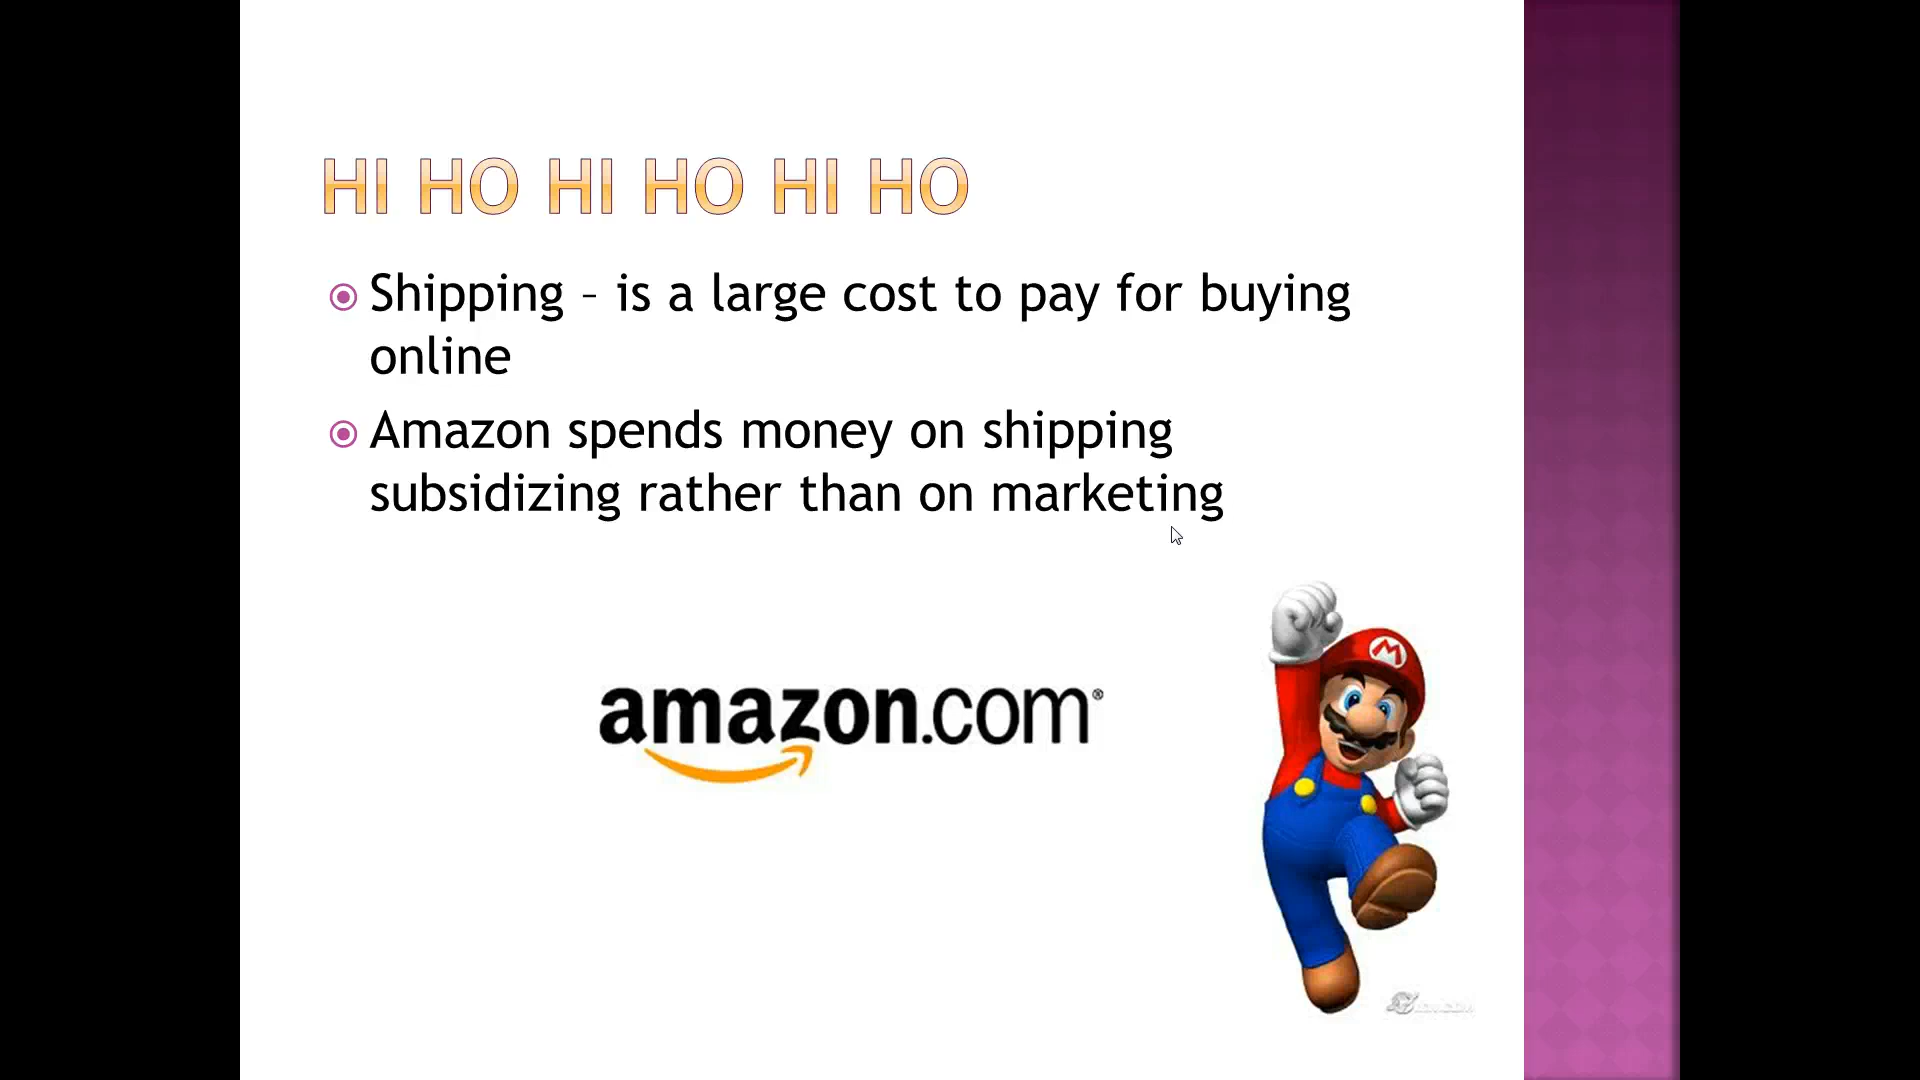 HI HO HI HO HI HO
Shipping – is a large cost to pay for buying
online
Amazon spends money on shipping
subsidizing rather than on marketing
amazon.com®
M